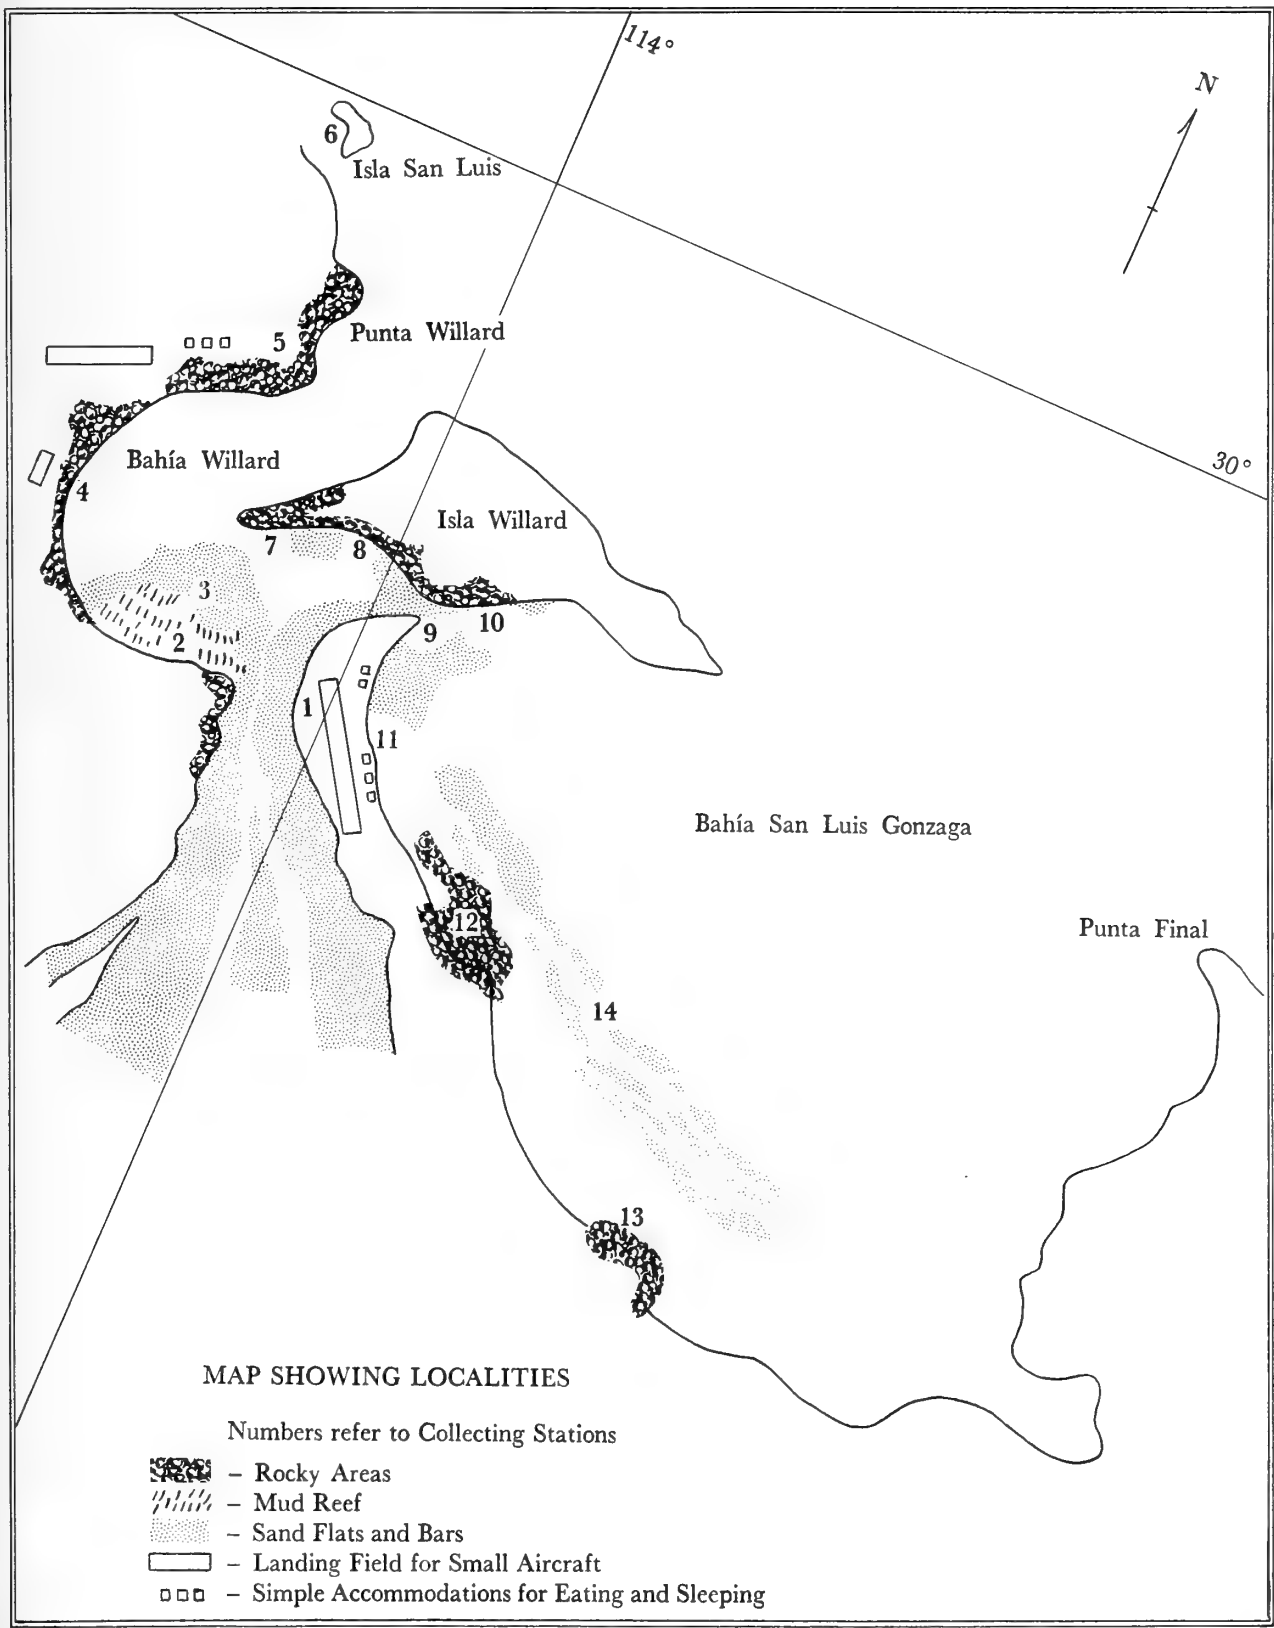 114°
N
6
Isla San Luis
5
Punta Willard
30°
Bahía Willard
4
Isla Willard
7
8
3
9
10
2
1
11
Bahía San Luis Gonzaga
12
Punta Final
14
13
MAP SHOWING LOCALITIES
Numbers refer to Collecting Stations
– Rocky Areas
– Mud Reef
– Sand Flats and Bars
– Landing Field for Small Aircraft
– Simple Accommodations for Eating and Sleeping